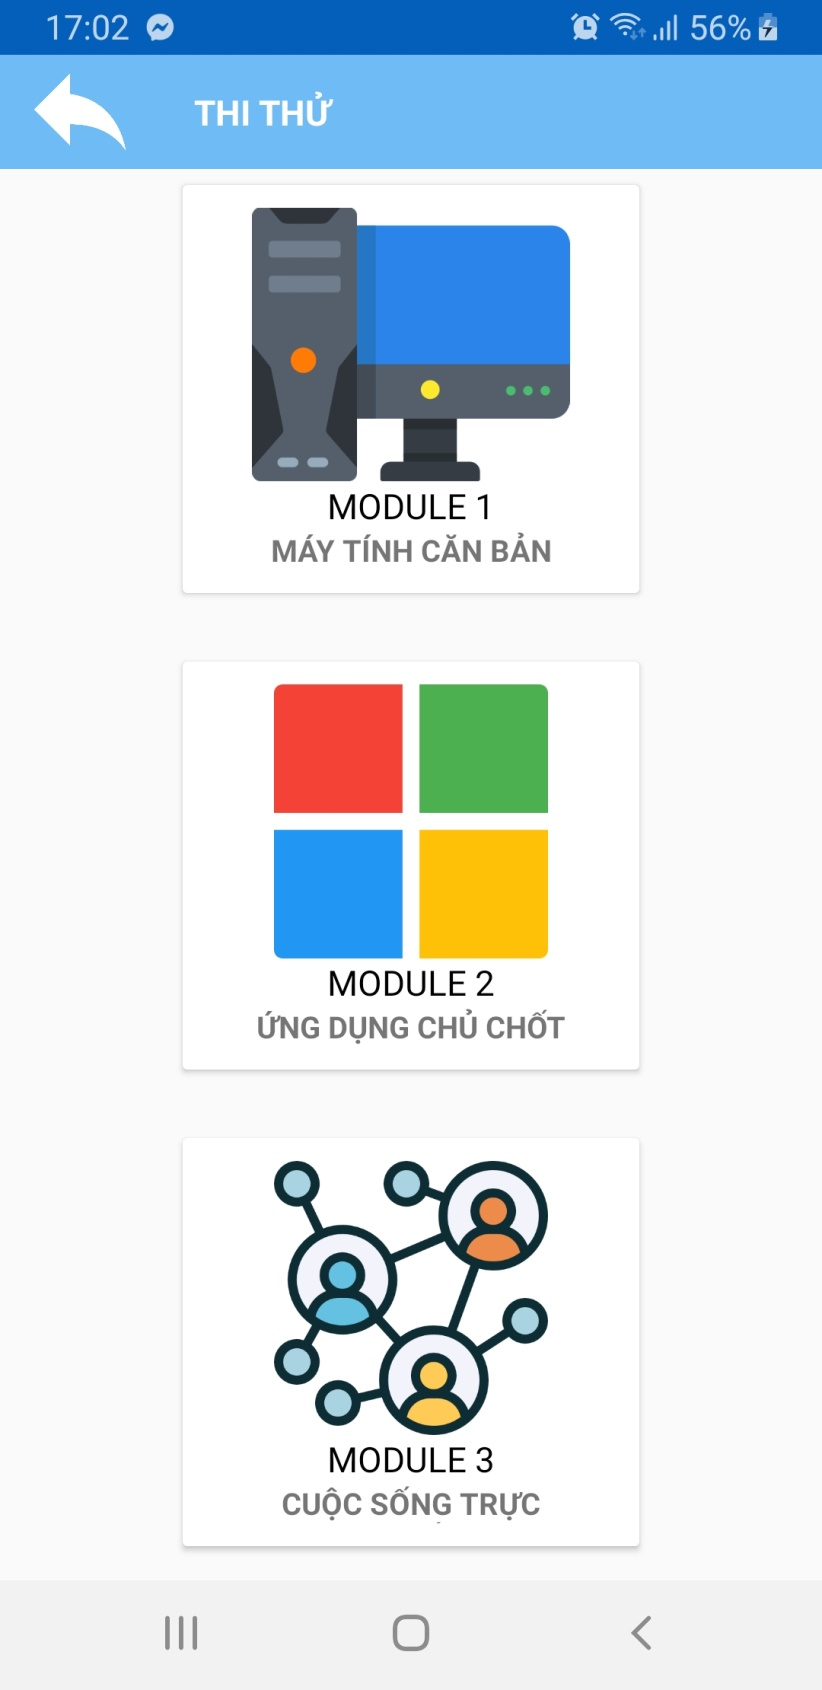 17:02
56%
THI THỬ
MODULE 1
MÁY TÍNH CĂN BẢN
MODULE 2
ỨNG DỤNG CHỦ CHỐT
MODULE 3
CUỘC SỐNG TRỰC